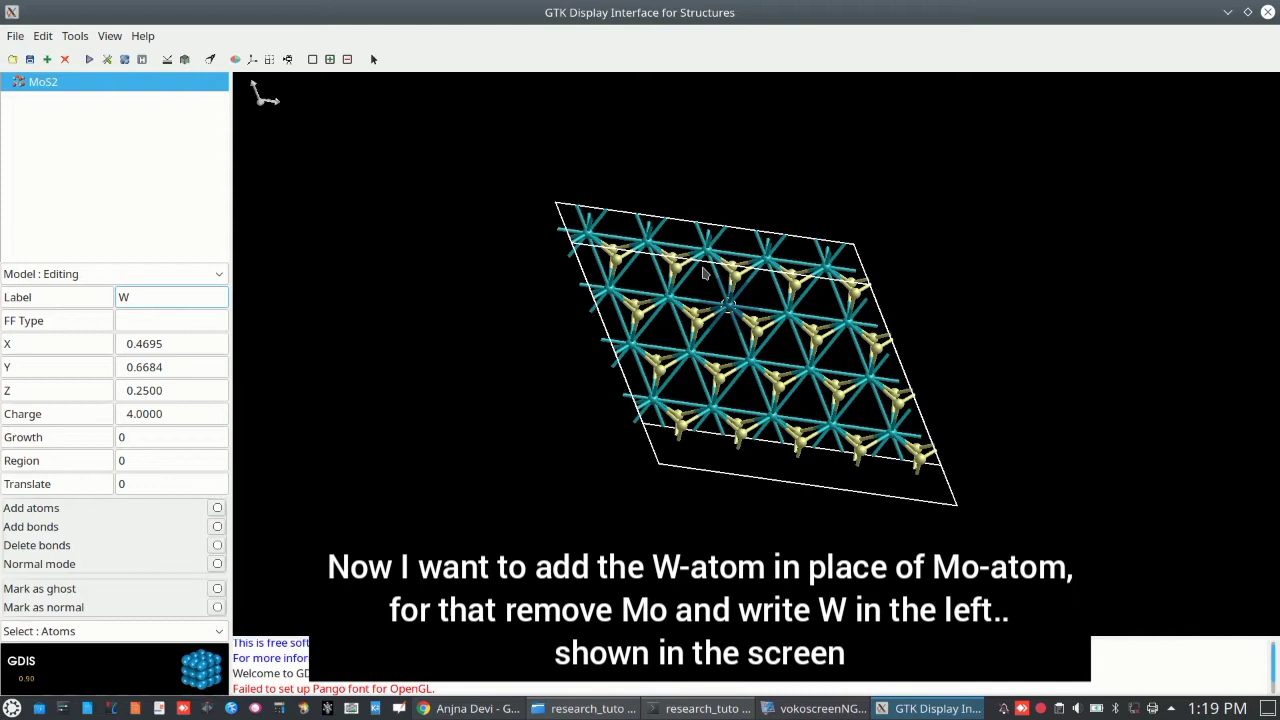 GTK Display Interface for Structures
File Edit Tools View Help
MoS2
Model : Editing
Label W
FF Type
X 0.4695
Y 0.6684
Z 0.2500
Charge 4.0000
Growth 0
Region 0
Translate 0
Add atoms
Add bonds
Delete bonds
Normal mode
Mark as ghost
Mark as normal
Select : Atoms
GDIS
0.90
This is free soft
For more infor
Welcome to GD
Failed to set up Pango font for OpenGL.
Now I want to add the W-atom in place of Mo-atom,
for that remove Mo and write W in the left..
shown in the screen
Anjna Devi - G... research_tuto ... research_tuto ... vokoscreenNG... GTK Display In... 1:19 PM